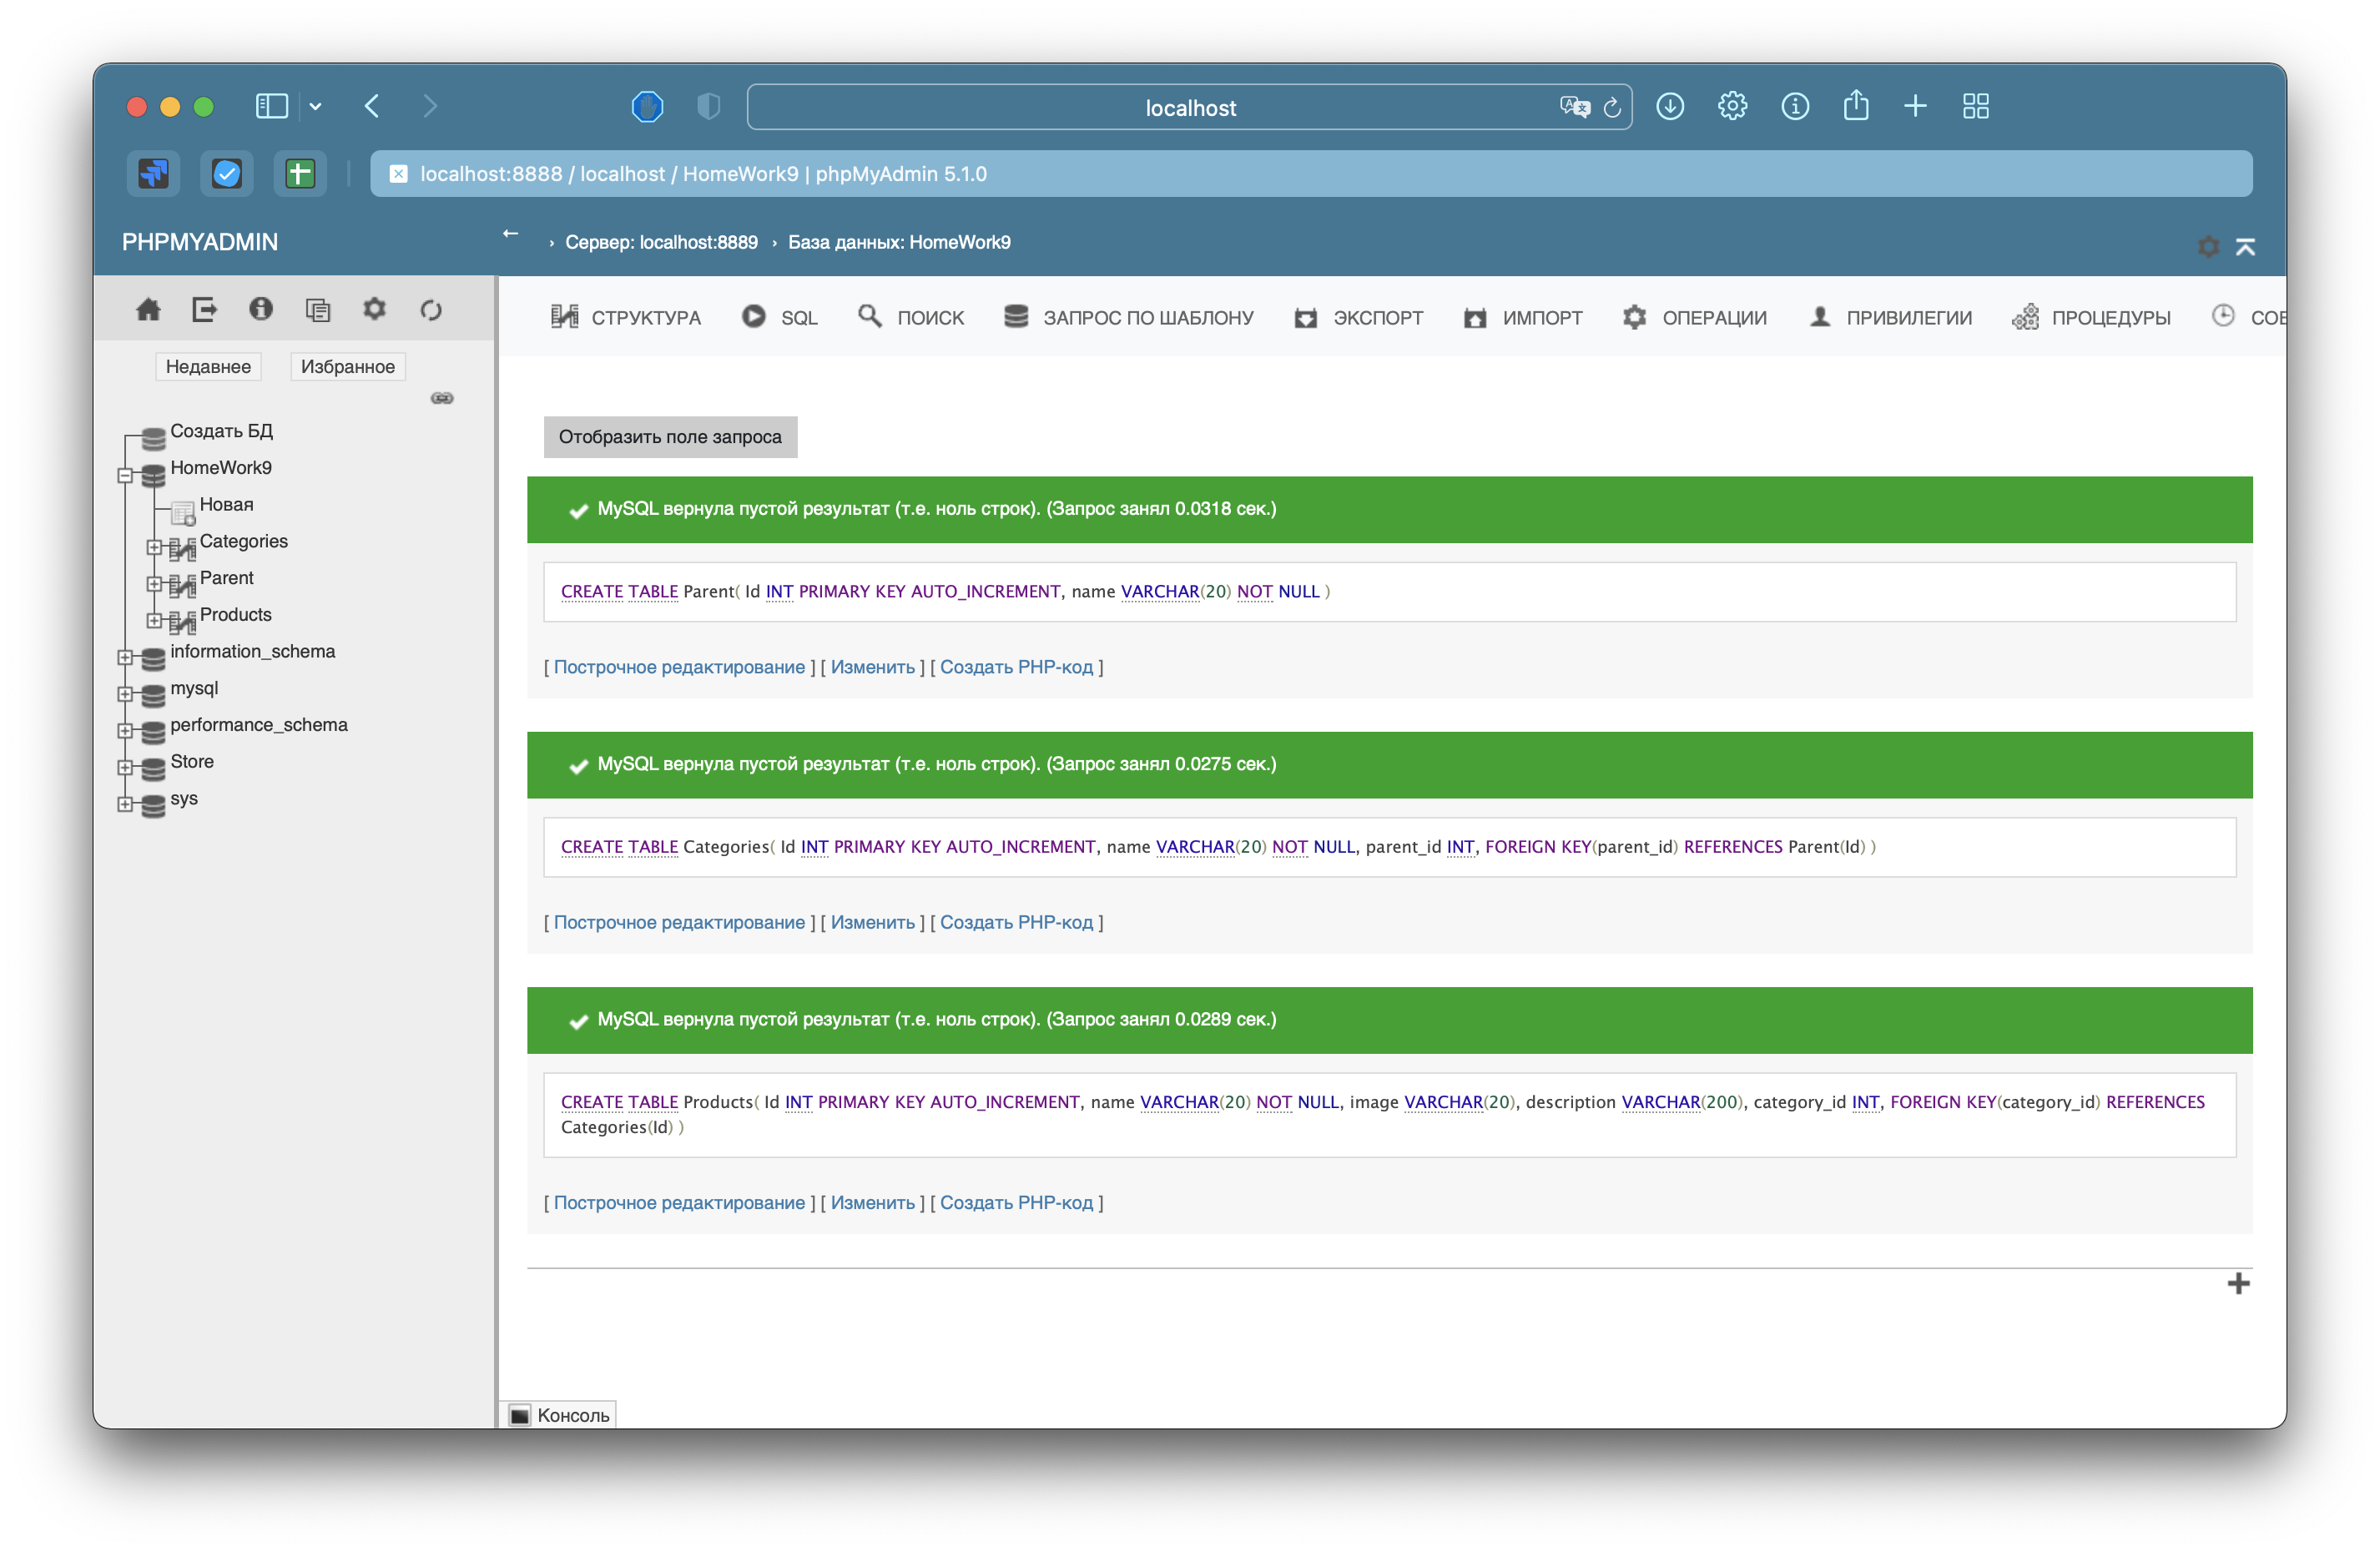 localhost
localhost:8888 / localhost / HomeWork9 | phpMyAdmin 5.1.0
PHPMYADMIN
← › Сервер: localhost:8889 › База данных: HomeWork9
СТРУКТУРА SQL ПОИСК ЗАПРОС ПО ШАБЛОНУ ЭКСПОРТ ИМПОРТ ОПЕРАЦИИ ПРИВИЛЕГИИ ПРОЦЕДУРЫ СОБ
Недавнее Избранное
Создать БД
HomeWork9
Новая
Categories
Parent
Products
information_schema
mysql
performance_schema
Store
sys
Отобразить поле запроса
MySQL вернула пустой результат (т.е. ноль строк). (Запрос занял 0.0318 сек.)
CREATE TABLE Parent( Id INT PRIMARY KEY AUTO_INCREMENT, name VARCHAR(20) NOT NULL )
[ Построчное редактирование ] [ Изменить ] [ Создать PHP-код ]
MySQL вернула пустой результат (т.е. ноль строк). (Запрос занял 0.0275 сек.)
CREATE TABLE Categories( Id INT PRIMARY KEY AUTO_INCREMENT, name VARCHAR(20) NOT NULL, parent_id INT, FOREIGN KEY(parent_id) REFERENCES Parent(Id) )
[ Построчное редактирование ] [ Изменить ] [ Создать PHP-код ]
MySQL вернула пустой результат (т.е. ноль строк). (Запрос занял 0.0289 сек.)
CREATE TABLE Products( Id INT PRIMARY KEY AUTO_INCREMENT, name VARCHAR(20) NOT NULL, image VARCHAR(20), description VARCHAR(200), category_id INT, FOREIGN KEY(category_id) REFERENCES
Categories(Id) )
[ Построчное редактирование ] [ Изменить ] [ Создать PHP-код ]
Консоль